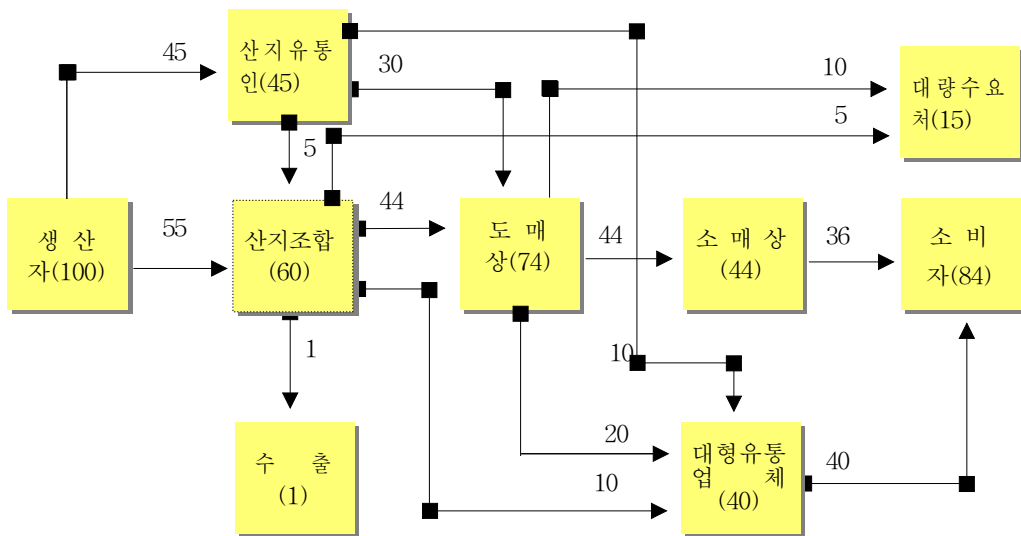 산지유통
인(45)
45
30
10
대량수요
처(15)
5
5
생 산
자(100)
55
산지조합
(60)
44
도 매
상(74)
44
소 매 상
(44)
36
소 비
자(84)
1
10
수 출
(1)
20
10
대형유통
업 체
(40)
40